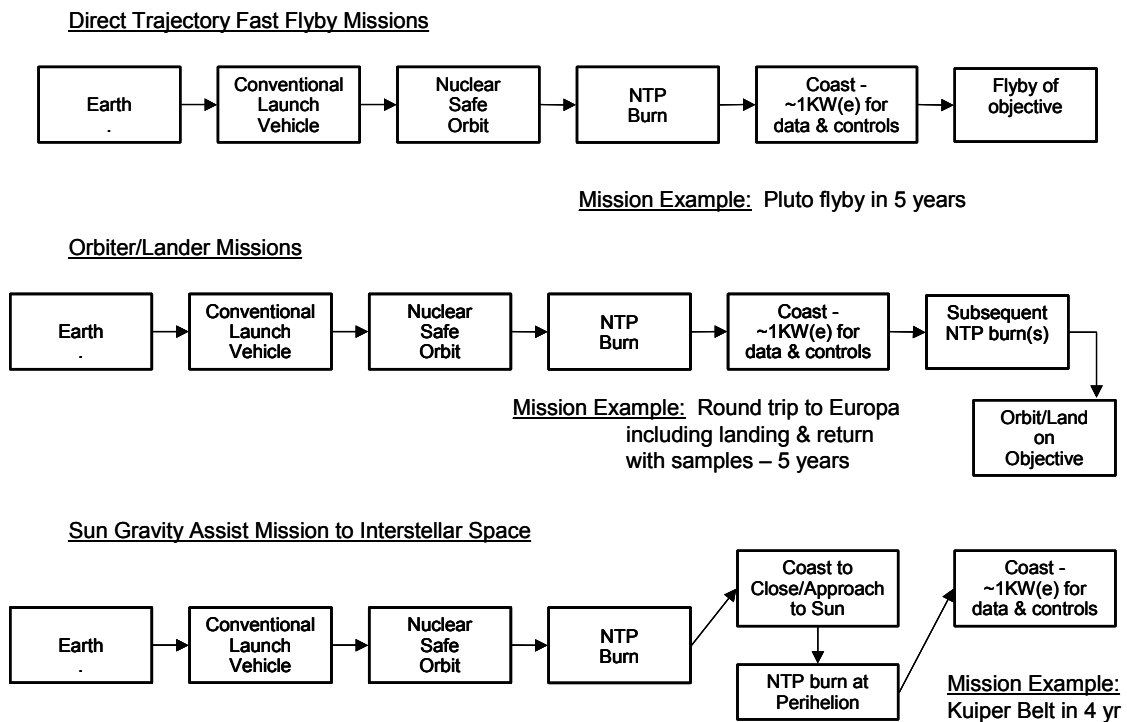 Direct Trajectory Fast Flyby Missions
Earth
.
Conventional
Launch
Vehicle
Nuclear
Safe
Orbit
NTP
Burn
Coast -
~1KW(e) for
data & controls
Flyby of
objective
Mission Example: Pluto flyby in 5 years
Orbiter/Lander Missions
Earth
.
Conventional
Launch
Vehicle
Nuclear
Safe
Orbit
NTP
Burn
Coast -
~1KW(e) for
data & controls
Subsequent
NTP burn(s)
Orbit/Land
on
Objective
Mission Example: Round trip to Europa
including landing & return
with samples – 5 years
Sun Gravity Assist Mission to Interstellar Space
Earth
.
Conventional
Launch
Vehicle
Nuclear
Safe
Orbit
NTP
Burn
Coast to
Close/Approach
to Sun
NTP burn at
Perihelion
Coast -
~1KW(e) for
data & controls
Mission Example:
Kuiper Belt in 4 yr